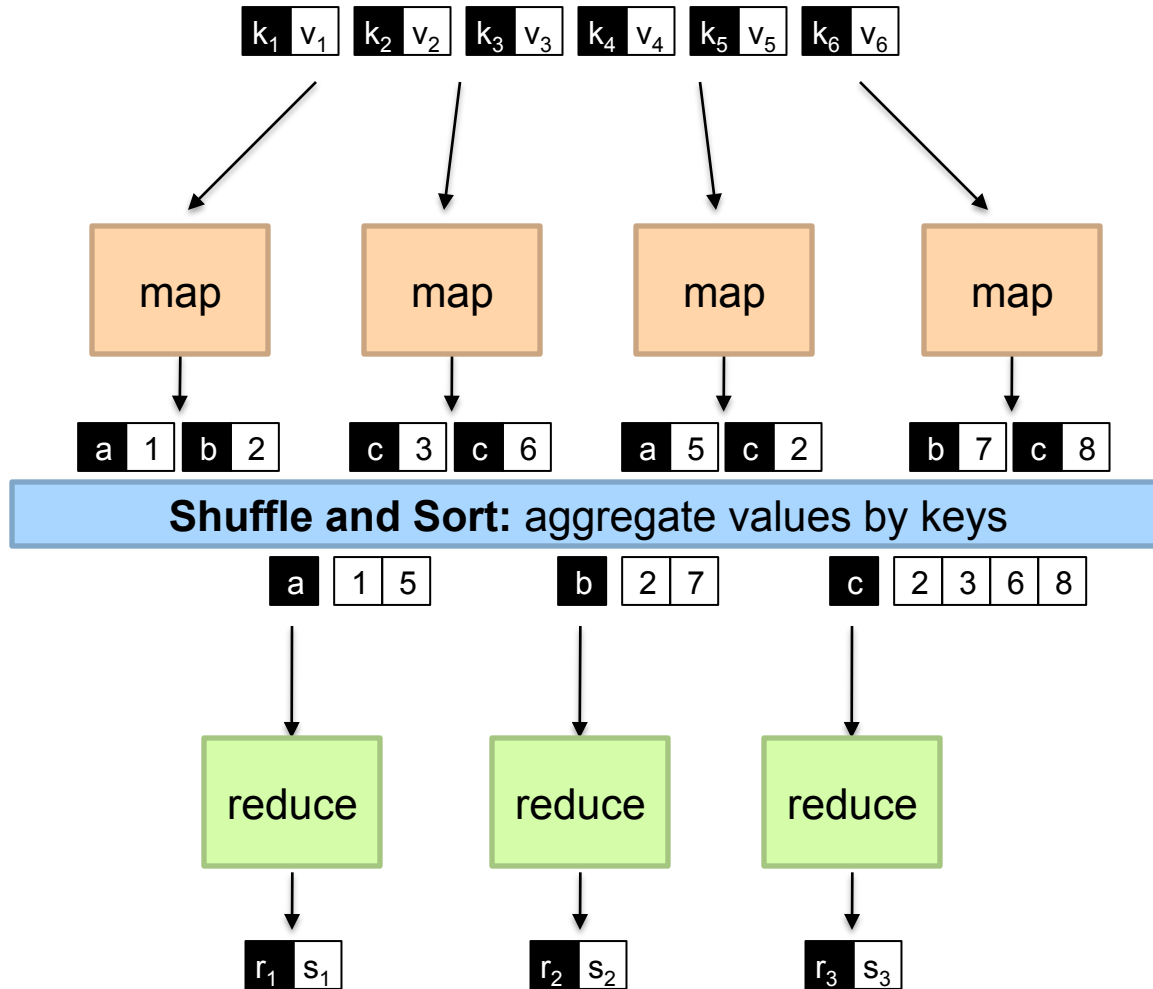 k₁ v₁ k₂ v₂ k₃ v₃ k₄ v₄ k₅ v₅ k₆ v₆
map map map map
a 1 b 2 c 3 c 6 a 5 c 2 b 7 c 8
Shuffle and Sort: aggregate values by keys
a 1 5 b 2 7 c 2 3 6 8
reduce reduce reduce
r₁ s₁ r₂ s₂ r₃ s₃